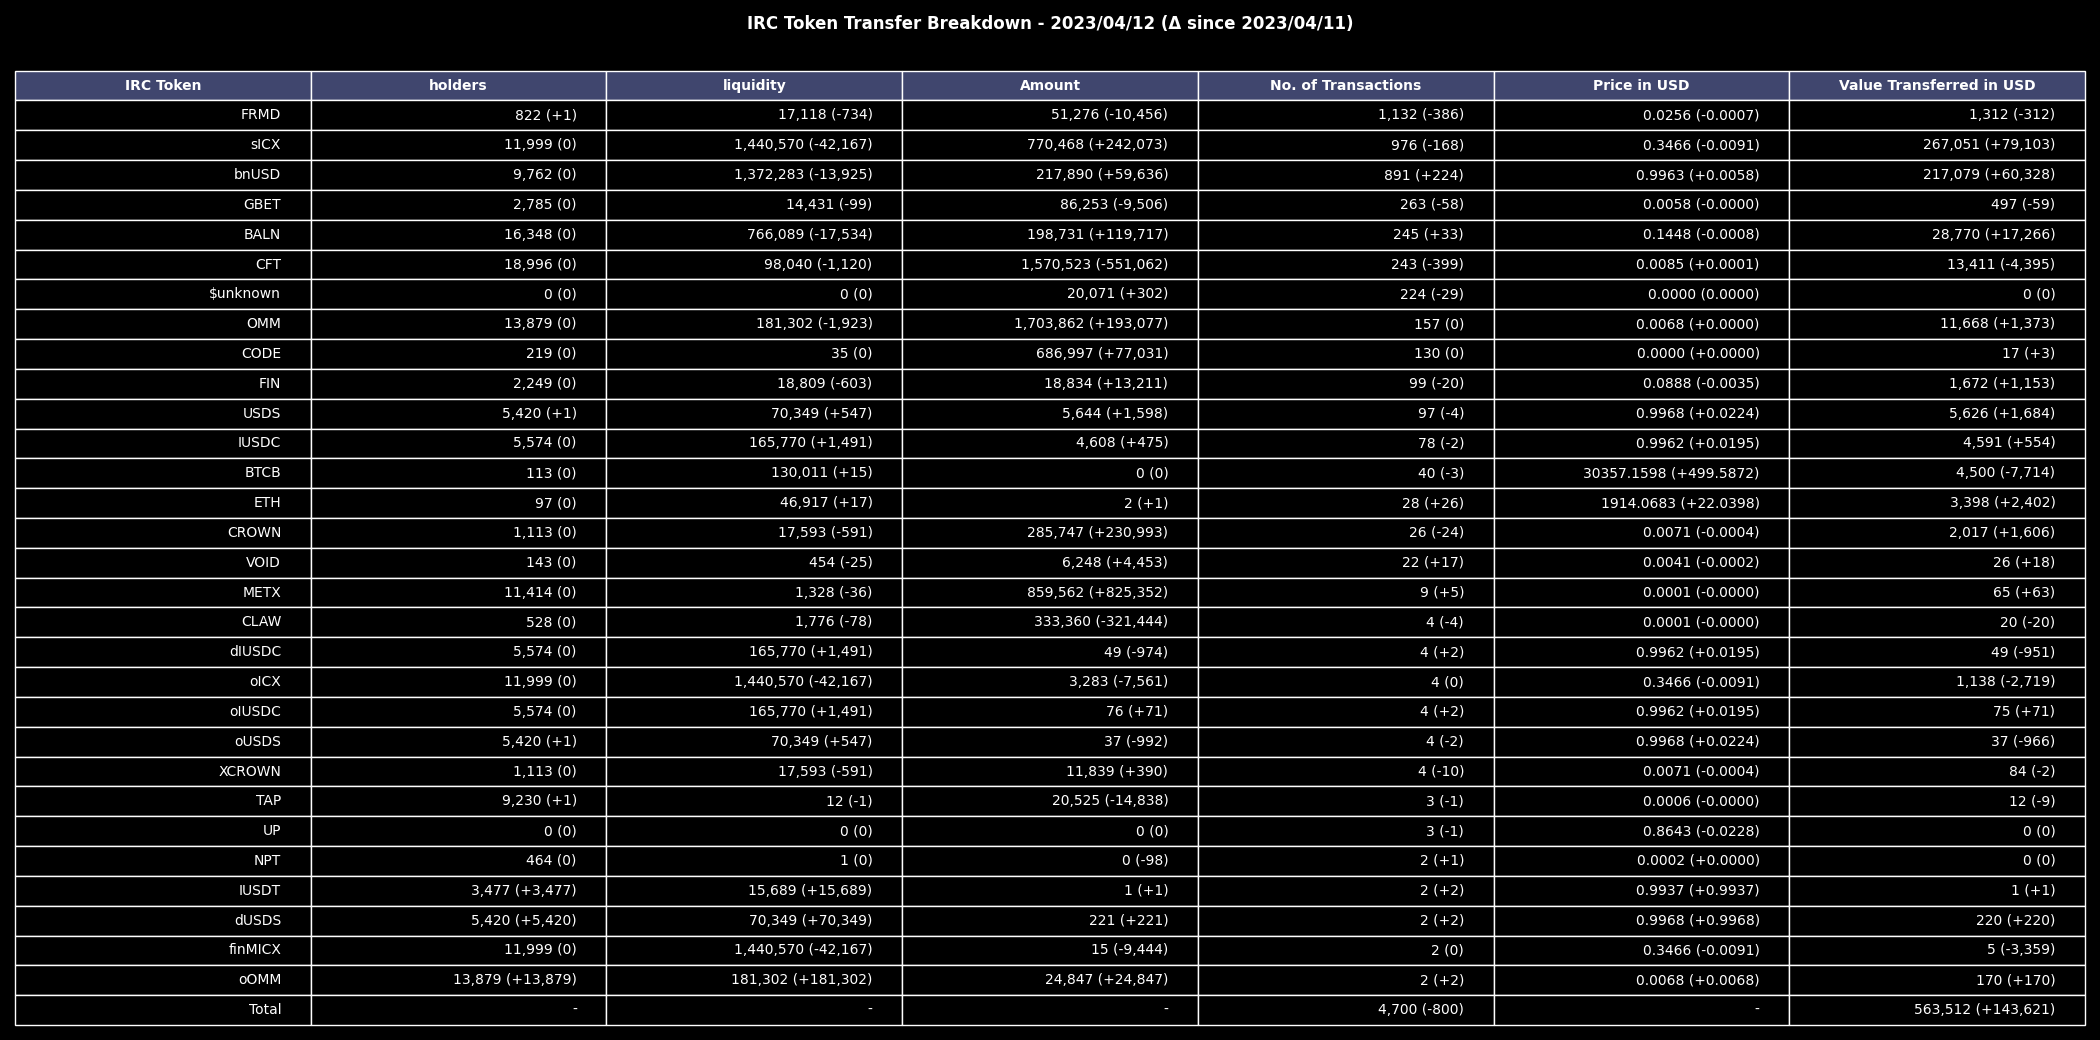 IRC Token Transfer Breakdown - 2023/04/12 (Δ since 2023/04/11)
IRC Token holders liquidity Amount No. of Transactions Price in USD Value Transferred in USD
FRMD 822 (+1) 17,118 (-734) 51,276 (-10,456) 1,132 (-386) 0.0256 (-0.0007) 1,312 (-312)
sICX 11,999 (0) 1,440,570 (-42,167) 770,468 (+242,073) 976 (-168) 0.3466 (-0.0091) 267,051 (+79,103)
bnUSD 9,762 (0) 1,372,283 (-13,925) 217,890 (+59,636) 891 (+224) 0.9963 (+0.0058) 217,079 (+60,328)
GBET 2,785 (0) 14,431 (-99) 86,253 (-9,506) 263 (-58) 0.0058 (-0.0000) 497 (-59)
BALN 16,348 (0) 766,089 (-17,534) 198,731 (+119,717) 245 (+33) 0.1448 (-0.0008) 28,770 (+17,266)
CFT 18,996 (0) 98,040 (-1,120) 1,570,523 (-551,062) 243 (-399) 0.0085 (+0.0001) 13,411 (-4,395)
$unknown 0 (0) 0 (0) 20,071 (+302) 224 (-29) 0.0000 (0.0000) 0 (0)
OMM 13,879 (0) 181,302 (-1,923) 1,703,862 (+193,077) 157 (0) 0.0068 (+0.0000) 11,668 (+1,373)
CODE 219 (0) 35 (0) 686,997 (+77,031) 130 (0) 0.0000 (+0.0000) 17 (+3)
FIN 2,249 (0) 18,809 (-603) 18,834 (+13,211) 99 (-20) 0.0888 (-0.0035) 1,672 (+1,153)
USDS 5,420 (+1) 70,349 (+547) 5,644 (+1,598) 97 (-4) 0.9968 (+0.0224) 5,626 (+1,684)
IUSDC 5,574 (0) 165,770 (+1,491) 4,608 (+475) 78 (-2) 0.9962 (+0.0195) 4,591 (+554)
BTCB 113 (0) 130,011 (+15) 0 (0) 40 (-3) 30357.1598 (+499.5872) 4,500 (-7,714)
ETH 97 (0) 46,917 (+17) 2 (+1) 28 (+26) 1914.0683 (+22.0398) 3,398 (+2,402)
CROWN 1,113 (0) 17,593 (-591) 285,747 (+230,993) 26 (-24) 0.0071 (-0.0004) 2,017 (+1,606)
VOID 143 (0) 454 (-25) 6,248 (+4,453) 22 (+17) 0.0041 (-0.0002) 26 (+18)
METX 11,414 (0) 1,328 (-36) 859,562 (+825,352) 9 (+5) 0.0001 (-0.0000) 65 (+63)
CLAW 528 (0) 1,776 (-78) 333,360 (-321,444) 4 (-4) 0.0001 (-0.0000) 20 (-20)
dIUSDC 5,574 (0) 165,770 (+1,491) 49 (-974) 4 (+2) 0.9962 (+0.0195) 49 (-951)
oICX 11,999 (0) 1,440,570 (-42,167) 3,283 (-7,561) 4 (0) 0.3466 (-0.0091) 1,138 (-2,719)
oIUSDC 5,574 (0) 165,770 (+1,491) 76 (+71) 4 (+2) 0.9962 (+0.0195) 75 (+71)
oUSDS 5,420 (+1) 70,349 (+547) 37 (-992) 4 (-2) 0.9968 (+0.0224) 37 (-966)
XCROWN 1,113 (0) 17,593 (-591) 11,839 (+390) 4 (-10) 0.0071 (-0.0004) 84 (-2)
TAP 9,230 (+1) 12 (-1) 20,525 (-14,838) 3 (-1) 0.0006 (-0.0000) 12 (-9)
UP 0 (0) 0 (0) 0 (0) 3 (-1) 0.8643 (-0.0228) 0 (0)
NPT 464 (0) 1 (0) 0 (-98) 2 (+1) 0.0002 (+0.0000) 0 (0)
IUSDT 3,477 (+3,477) 15,689 (+15,689) 1 (+1) 2 (+2) 0.9937 (+0.9937) 1 (+1)
dUSDS 5,420 (+5,420) 70,349 (+70,349) 221 (+221) 2 (+2) 0.9968 (+0.9968) 220 (+220)
finMICX 11,999 (0) 1,440,570 (-42,167) 15 (-9,444) 2 (0) 0.3466 (-0.0091) 5 (-3,359)
oOMM 13,879 (+13,879) 181,302 (+181,302) 24,847 (+24,847) 2 (+2) 0.0068 (+0.0068) 170 (+170)
Total - - - 4,700 (-800) - 563,512 (+143,621)